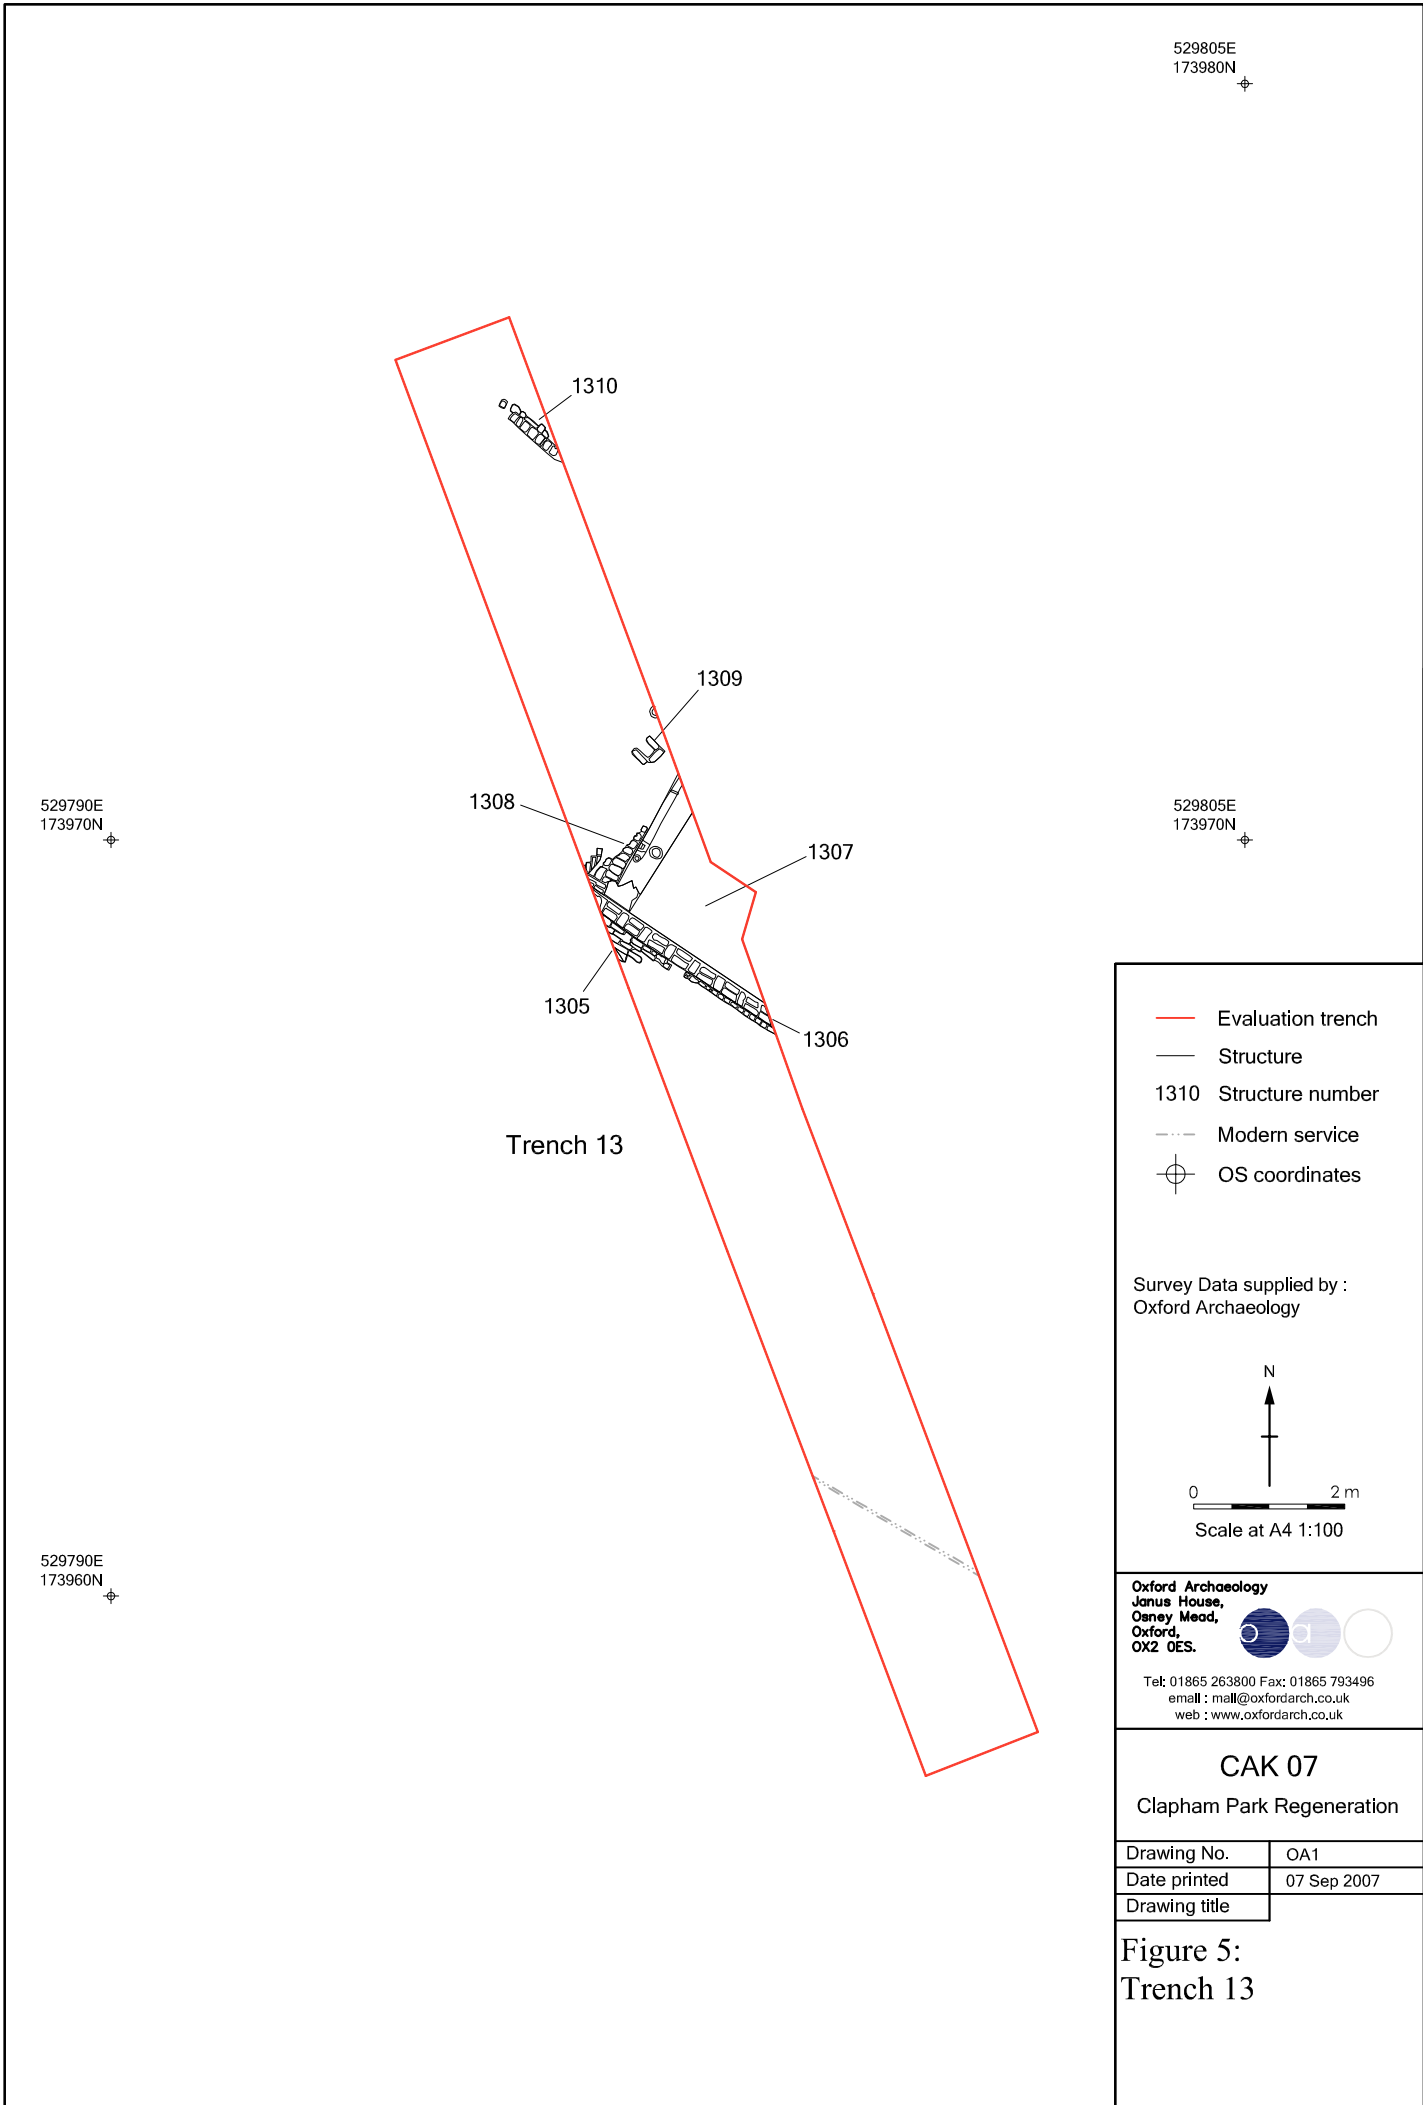 529805E
173980N
1310
1309
529790E
173970N
1308
529805E
173970N
1307
1305
1306
Trench 13
Evaluation trench
Structure
1310 Structure number
Modern service
OS coordinates
Survey Data supplied by :
Oxford Archaeology
N
0 2 m
Scale at A4 1:100
529790E
173960N
Oxford Archaeology
Janus House,
Osney Mead,
Oxford,
OX2 0ES.
o a
Tel: 01865 263800 Fax: 01865 793496
email : mail@oxfordarch.co.uk
web : www.oxfordarch.co.uk
CAK 07
Clapham Park Regeneration
Drawing No. OA1
Date printed 07 Sep 2007
Drawing title
Figure 5:
Trench 13